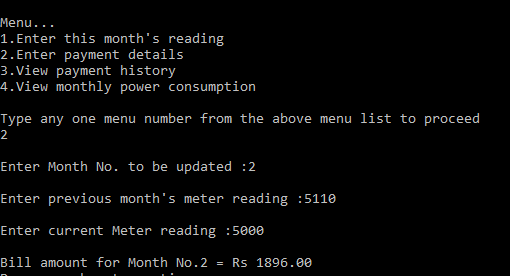 Menu...
1.Enter this month's reading
2.Enter payment details
3.View payment history
4.View monthly power consumption
Type any one menu number from the above menu list to proceed
2
Enter Month No. to be updated :2
Enter previous month's meter reading :5110
Enter current Meter reading :5000
Bill amount for Month No.2 = Rs 1896.00